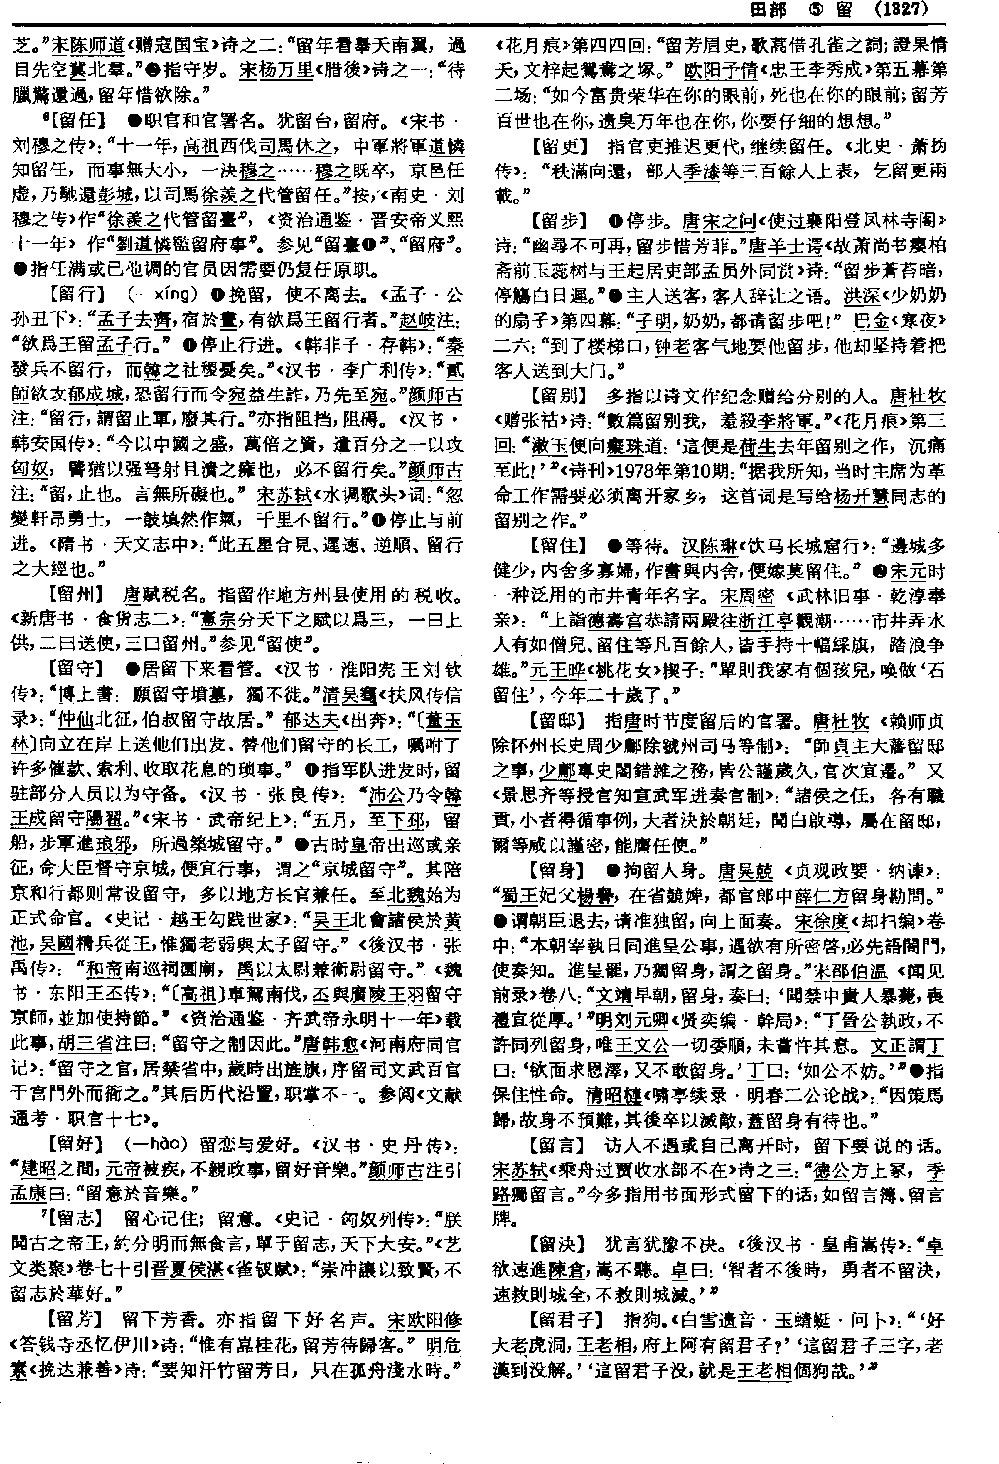 田部 ⑤ 留 (1327)
芝。”宋陈师道《赠寇国宝》诗之二：“留年看舉天南翼，過
目先空冀北羣。”❷指守岁。宋杨万里《腊後》诗之一：“待
臘驚還過，留年惜欲除。”
⁶【留任】 ❶职官和官署名。犹留台，留府。《宋书·
刘穆之传》：“十一年，高祖西伐司馬休之，中軍將軍道憐
知留任，而事無大小，一决穆之……穆之既卒，京邑任
虚，乃馳還彭城，以司馬徐羨之代管留任。”按，《南史·刘
穆之传》作“徐羨之代管留臺”，《资治通鉴·晋安帝义熙
十一年》作“劉道憐監留府事”。参见“留臺❶”、“留府”。
❷指任满或已他调的官员因需要仍复任原职。
【留行】 (- xíng) ❶挽留，使不离去。《孟子·公
孙丑下》：“孟子去齊，宿於晝，有欲爲王留行者。”赵岐注：
“欲爲王留孟子行。” ❷停止行进。《韩非子·存韩》：“秦
發兵不留行，而韓之社稷憂矣。”《汉书·李广利传》：“貳
師欲攻郁成城，恐留行而令宛益生詐，乃先至宛。”颜师古
注：“留行，謂留止軍，廢其行。”亦指阻挡，阻碍。《汉书·
韩安国传》：“今以中國之盛，萬倍之資，遣百分之一以攻
匈奴，譬猶以强弩射且潰之癰也，必不留行矣。”颜师古
注：“留，止也。言無所礙也。” 宋苏轼《水调歌头》词：“忽
變軒昂勇士，一鼓填然作氣，千里不留行。”❸停止与前
进。《隋书·天文志中》：“此五星合見、遲速、逆順、留行
之大經也。”
【留州】 唐赋税名。指留作地方州县使用的税收。
《新唐书·食货志二》：“憲宗分天下之賦以爲三，一曰上
供，二曰送使，三曰留州。”参见“留使”。
【留守】 ❶居留下来看管。《汉书·淮阳宪王刘钦
传》：“博上書：願留守墳墓，獨不徙。”清吴骞《扶风传信
录》：“仲仙北征，伯叔留守故居。” 郁达夫《出奔》：“〔董玉
林〕向立在岸上送他们出发、替他们留守的长工，嘱咐了
许多催款、索利、收取花息的琐事。” ❷指军队进发时，留
驻部分人员以为守备。《汉书·张良传》：“沛公乃令韓
王成留守陽翟。”《宋书·武帝纪上》：“五月，至下邳，留
船，步軍進琅邪，所過築城留守。” ❸古时皇帝出巡或亲
征，命大臣督守京城，便宜行事，谓之“京城留守”。其陪
京和行都则常设留守，多以地方长官兼任。至北魏始为
正式命官。《史记·越王勾践世家》：“吴王北會諸侯於黄
池，吴國精兵從王，惟獨老弱與太子留守。”《後汉书·张
禹传》：“和帝南巡祠園廟，禹以太尉兼衛尉留守。”《魏
书·东阳王丕传》：“〔高祖〕車駕南伐，丕與廣陵王羽留守
京師，並加使持節。”《资治通鉴·齐武帝永明十一年》载
此事，胡三省注曰：“留守之制因此。”唐韩愈《河南府同官
记》：“留守之官，居禁省中，歲時出旌旗，序留司文武百官
于宫門外而衙之。”其后历代沿置，职掌不一。参阅《文献
通考·职官十七》。
【留好】 (—hào) 留恋与爱好。《汉书·史丹传》：
“建昭之間，元帝被疾，不親政事，留好音樂。”颜师古注引
孟康曰：“留意於音樂。”
⁷【留志】 留心记住；留意。《史记·匈奴列传》：“朕
聞古之帝王，約分明而無食言，單于留志，天下大安。”《艺
文类聚》卷七十引晋夏侯湛《雀钗赋》：“崇冲讓以致賢，不
留志於華好。”
【留芳】 留下芳香。亦指留下好名声。宋欧阳修
《答钱寺丞忆伊川》诗：“惟有嵓桂花，留芳待歸客。” 明危
素《挽达兼善》诗：“要知汗竹留芳日，只在孤舟淺水時。”
《花月痕》第四四回：“留芳眉史，歌蔿借孔雀之詞；證果情
天，文梓起鴛鴦之塚。” 欧阳予倩《忠王李秀成》第五幕第
二场：“如今富贵荣华在你的眼前，死也在你的眼前；留芳
百世也在你，遗臭万年也在你，你要仔细的想想。”
【留吏】 指官吏推迟更代，继续留任。《北史·萧㧑
传》：“秩滿向還，部人季漆等三百餘人上表，乞留更兩
載。”
【留步】 ❶停步。唐宋之问《使过襄阳登凤林寺阁》
诗：“幽尋不可再，留步惜芳菲。”唐羊士谔《故萧尚书瘿柏
斋前玉蕊树与王起居吏部孟员外同赏》诗：“留步蒼苔暗，
停觴白日遲。”❷主人送客，客人辞让之语。洪深《少奶奶
的扇子》第四幕：“子明，奶奶，都请留步吧！” 巴金《寒夜》
二六：“到了楼梯口，钟老客气地要他留步，他却坚持着把
客人送到大门。”
【留别】 多指以诗文作纪念赠给分别的人。唐杜牧
《赠张祜》诗：“數篇留别我，羞殺李將軍。”《花月痕》第三
回：“漱玉便向癡珠道：‘這便是荷生去年留别之作，沉痛
至此！’”《诗刊》1978年第10期：“据我所知，当时主席为革
命工作需要必须离开家乡，这首词是写给杨开慧同志的
留别之作。”
【留住】 ❶等待。汉陈琳《饮马长城窟行》：“邊城多
健少，内舍多寡婦，作書與内舍，便嫁莫留住。” ❷宋元时
一种泛用的市井青年名字。宋周密《武林旧事·乾淳奉
亲》：“上詣德壽宫恭請兩殿往浙江亭觀潮……市井弄水
人有如僧兒、留住等凡百餘人，皆手持十幅綵旗，踏浪争
雄。”元王晔《桃花女》楔子：“單則我家有個孩兒，唤做‘石
留住’，今年二十歲了。”
【留邸】 指唐时节度留后的官署。唐杜牧《赖师贞
除怀州长史周少鄘除虢州司马等制》：“師貞主大藩留邸
之事，少鄘專史閣錯雜之務，皆公謹歲久，官次宜遷。” 又
《景思齐等授官知宣武军进奏官制》：“諸侯之任，各有職
貢，小者得循事例，大者決於朝廷，聞白啟導，屬在留邸，
爾等咸以謹密，能膺任使。”
【留身】 ❶拘留人身。唐吴兢《贞观政要·纳谏》：
“蜀王妃父楊譽，在省競婢，都官郎中薛仁方留身勘問。”
❷谓朝臣退去，请准独留，向上面奏。宋徐度《却扫编》卷
中：“本朝宰執日同進呈公事，遇欲有所密啓，必先語閤門，
使奏知。進呈罷，乃獨留身，謂之留身。”宋邵伯温《闻见
前录》卷八：“文靖早朝，留身，奏曰：‘聞禁中貴人暴薨，喪
禮宜從厚。’”明刘元卿《贤奕编·幹局》：“丁晉公執政，不
許同列留身，唯王文公一切委順，未嘗忤其意。文正謂丁
曰：‘欲面求恩澤，又不敢留身。’丁曰：‘如公不妨。’”❸指
保住性命。清昭梿《啸亭续录·明春二公论战》：“因策馬
歸，故身不預難，其後卒以滅敵，蓋留身有待也。”
【留言】 访人不遇或自己离开时，留下要说的话。
宋苏轼《乘舟过贾收水部不在》诗之三：“德公方上冢，季
路獨留言。”今多指用书面形式留下的话；如留言簿、留言
牌。
【留決】 犹言犹豫不决。《後汉书·皇甫嵩传》：“卓
欲速進陳倉，嵩不聽。卓曰：‘智者不後時，勇者不留決，
速救則城全，不救則城滅。’”
【留君子】 指狗。《白雪遗音·玉蜻蜓·问卜》：“‘好
大老虎洞，王老相，府上阿有留君子？’‘這留君子三字，老
漢到没解。’‘這留君子没，就是王老相個狗哉。’”